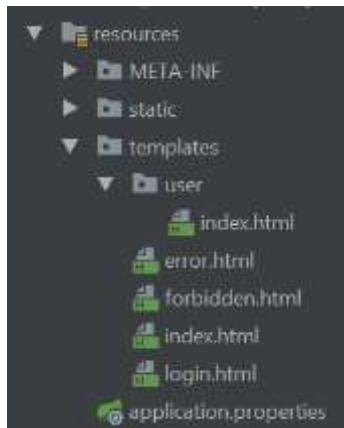 resources
META-INF
static
templates
user
index.html
error.html
forbidden.html
index.html
login.html
application.properties